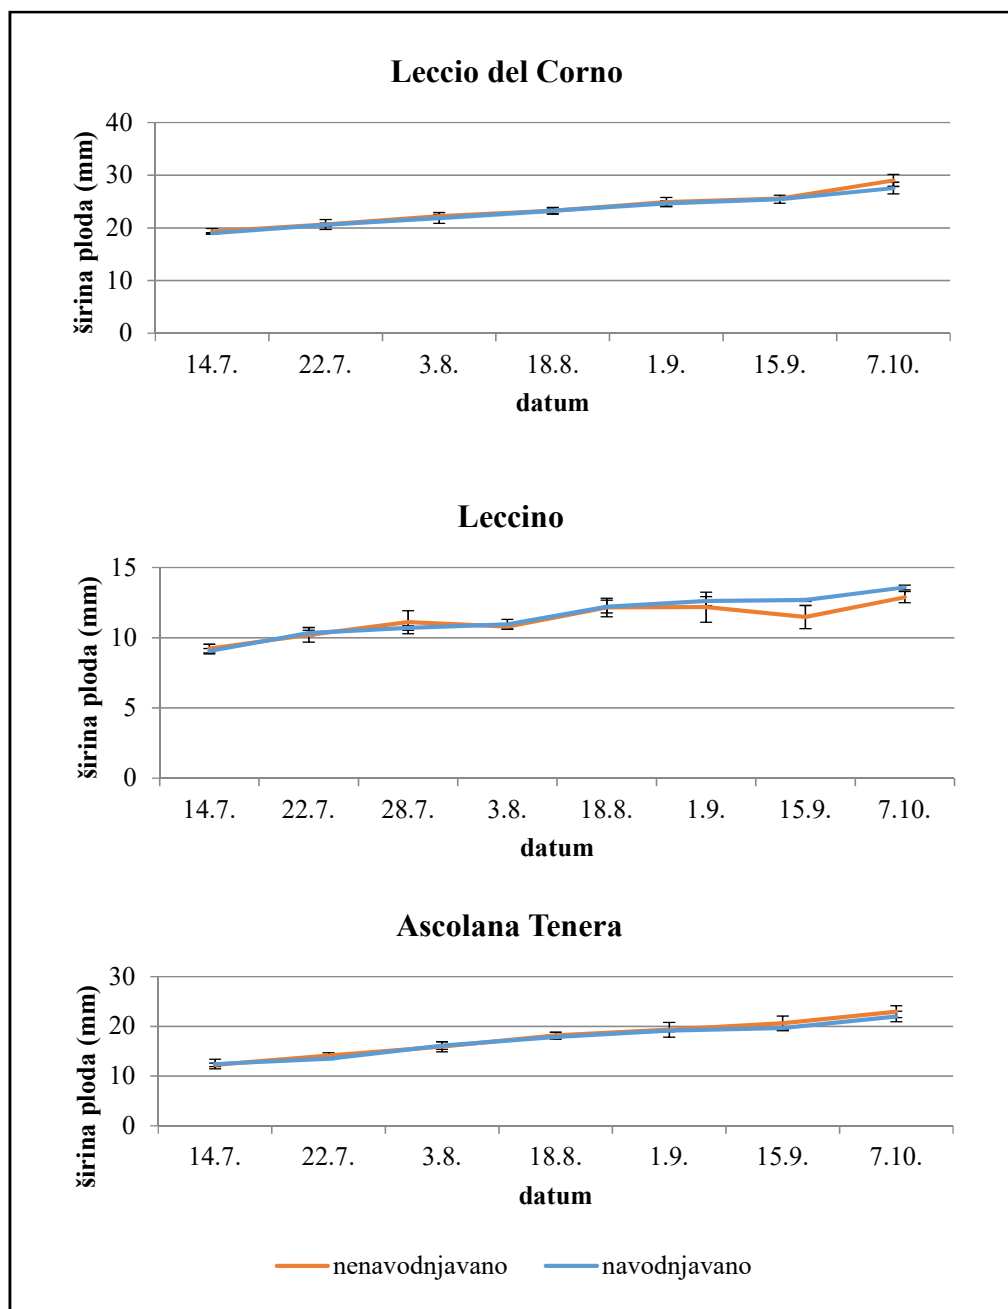 Leccio del Corno
širina ploda (mm)
40
30
20
10
0
14.7. 22.7. 3.8. 18.8. 1.9. 15.9. 7.10.
datum
Leccino
širina ploda (mm)
15
10
5
0
14.7. 22.7. 28.7. 3.8. 18.8. 1.9. 15.9. 7.10.
datum
Ascolana Tenera
širina ploda (mm)
30
20
10
0
14.7. 22.7. 3.8. 18.8. 1.9. 15.9. 7.10.
datum
nenavodnjavano navodnjavano